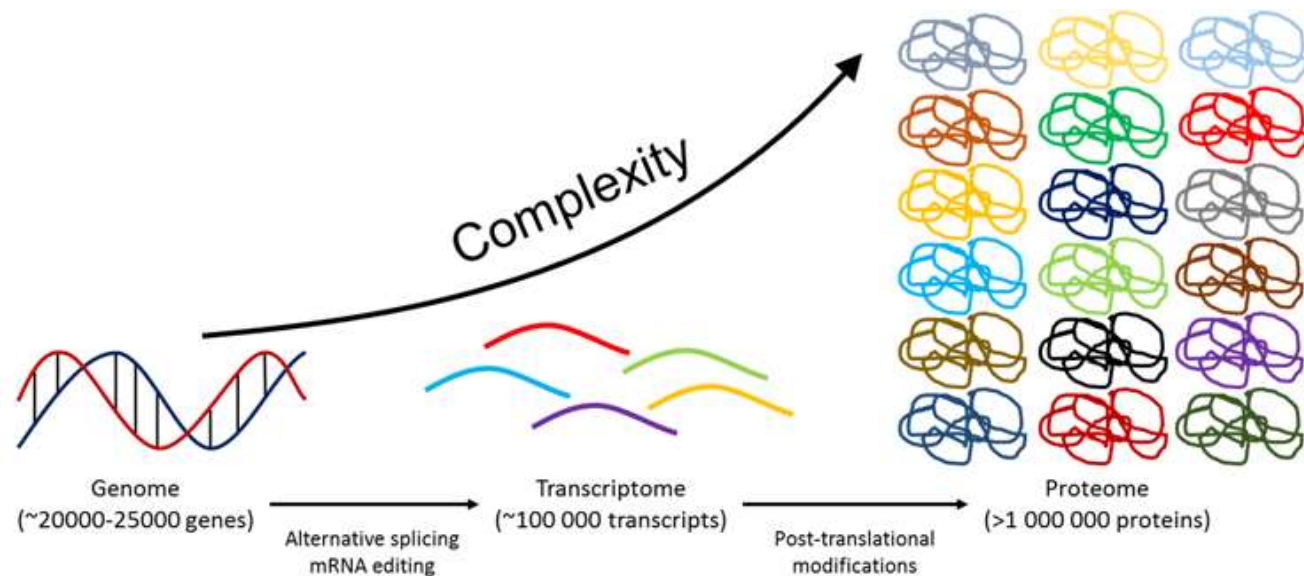 Complexity
Genome
(~20000-25000 genes)
Alternative splicing
mRNA editing
Transcriptome
(~100 000 transcripts)
Post-translational
modifications
Proteome
(>1 000 000 proteins)